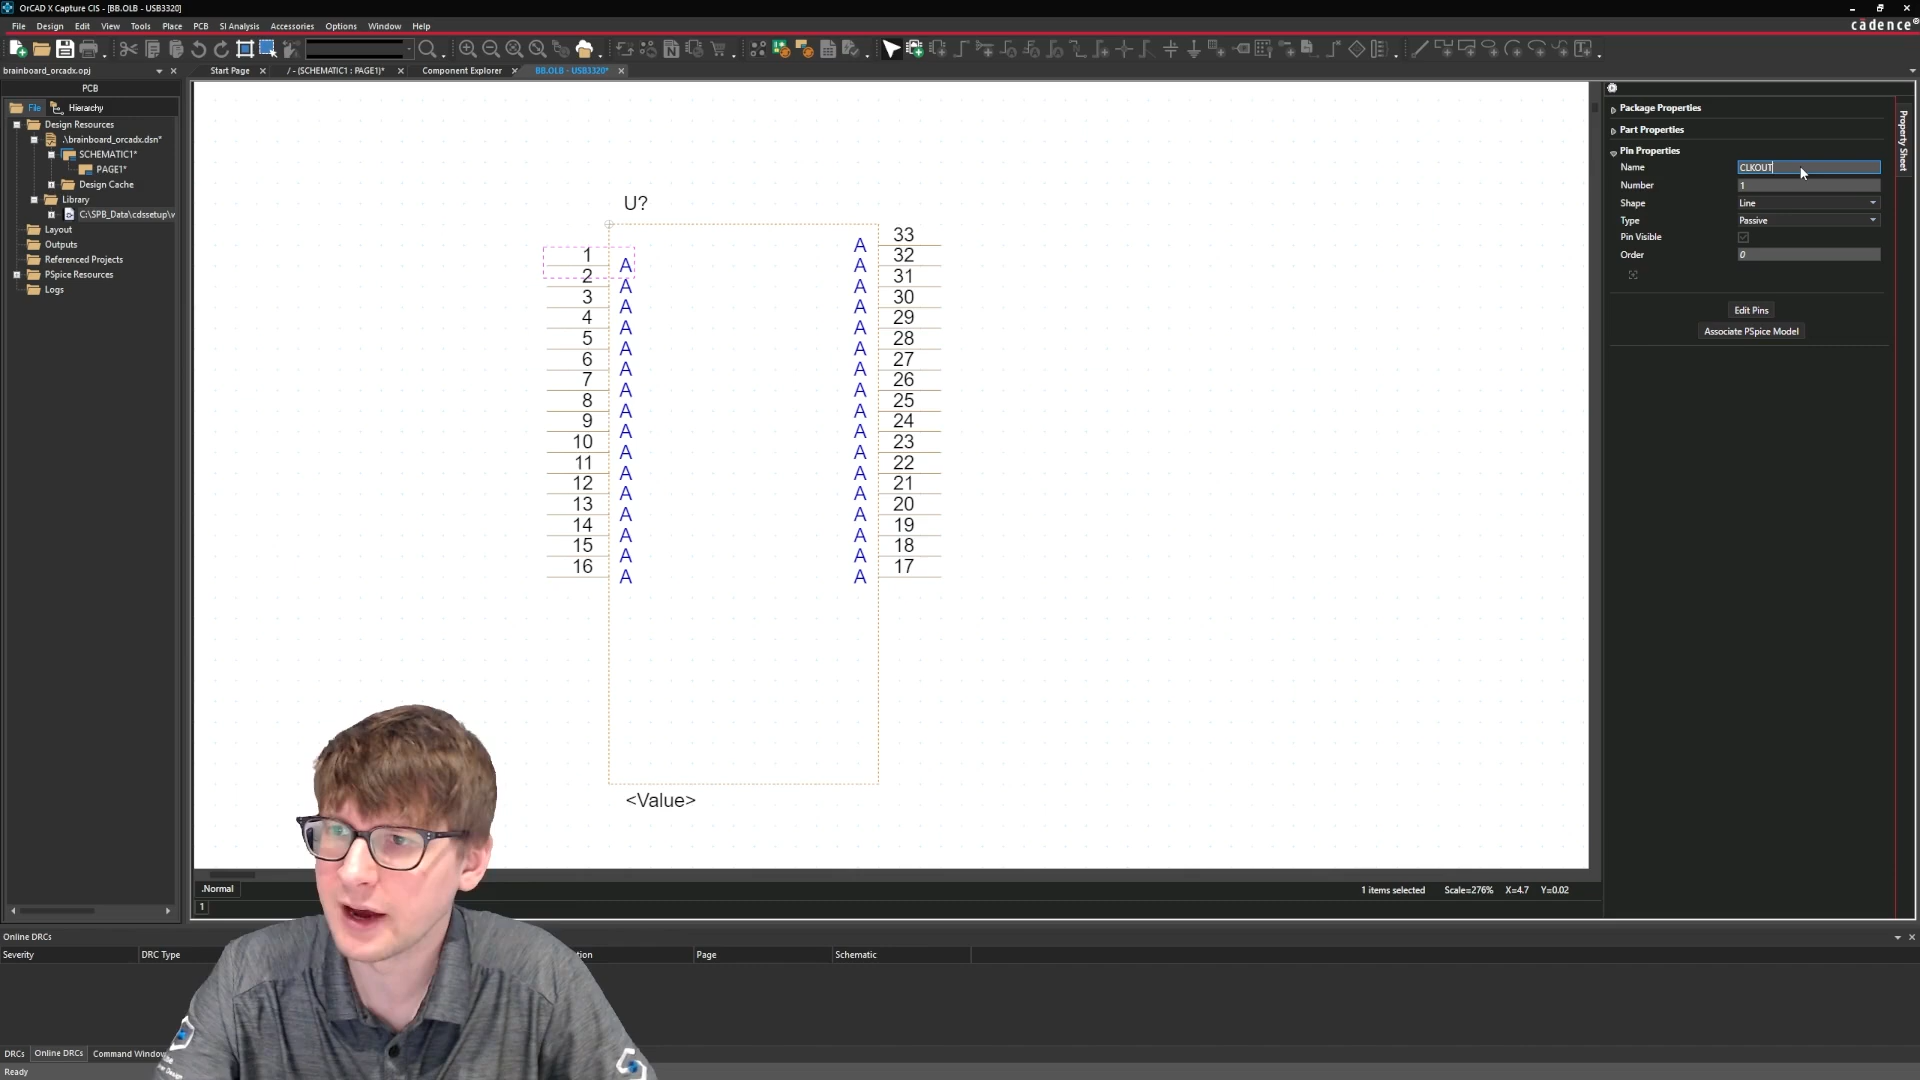 OrCAD X Capture CIS - [BB.OLB - USB3320]
File Design Edit View Tools Place PCB SI Analysis Accessories Options Window Help
cādence
brainboard_orcadx.opj
Start Page
/ - (SCHEMATIC1 : PAGE1)*
Component Explorer
BB.OLB - USB3320*
PCB
File
Hierarchy
Design Resources
.\brainboard_orcadx.dsn*
SCHEMATIC1*
PAGE1*
Design Cache
Library
C:\SPB_Data\cdssetup\w
Layout
Outputs
Referenced Projects
PSpice Resources
Logs
U?
1 A
2 A
3 A
4 A
5 A
6 A
7 A
8 A
9 A
10 A
11 A
12 A
13 A
14 A
15 A
16 A
A 33
A 32
A 31
A 30
A 29
A 28
A 27
A 26
A 25
A 24
A 23
A 22
A 21
A 20
A 19
A 18
A 17
<Value>
Package Properties
Part Properties
Pin Properties
Name CLKOUT
Number 1
Shape Line
Type Passive
Pin Visible
Order 0
Edit Pins
Associate PSpice Model
Property Sheet
.Normal
1 items selected Scale=276% X=4.7 Y=0.02
1
Online DRCs
Severity DRC Type Page Schematic
DRCs Online DRCs Command Window
Ready